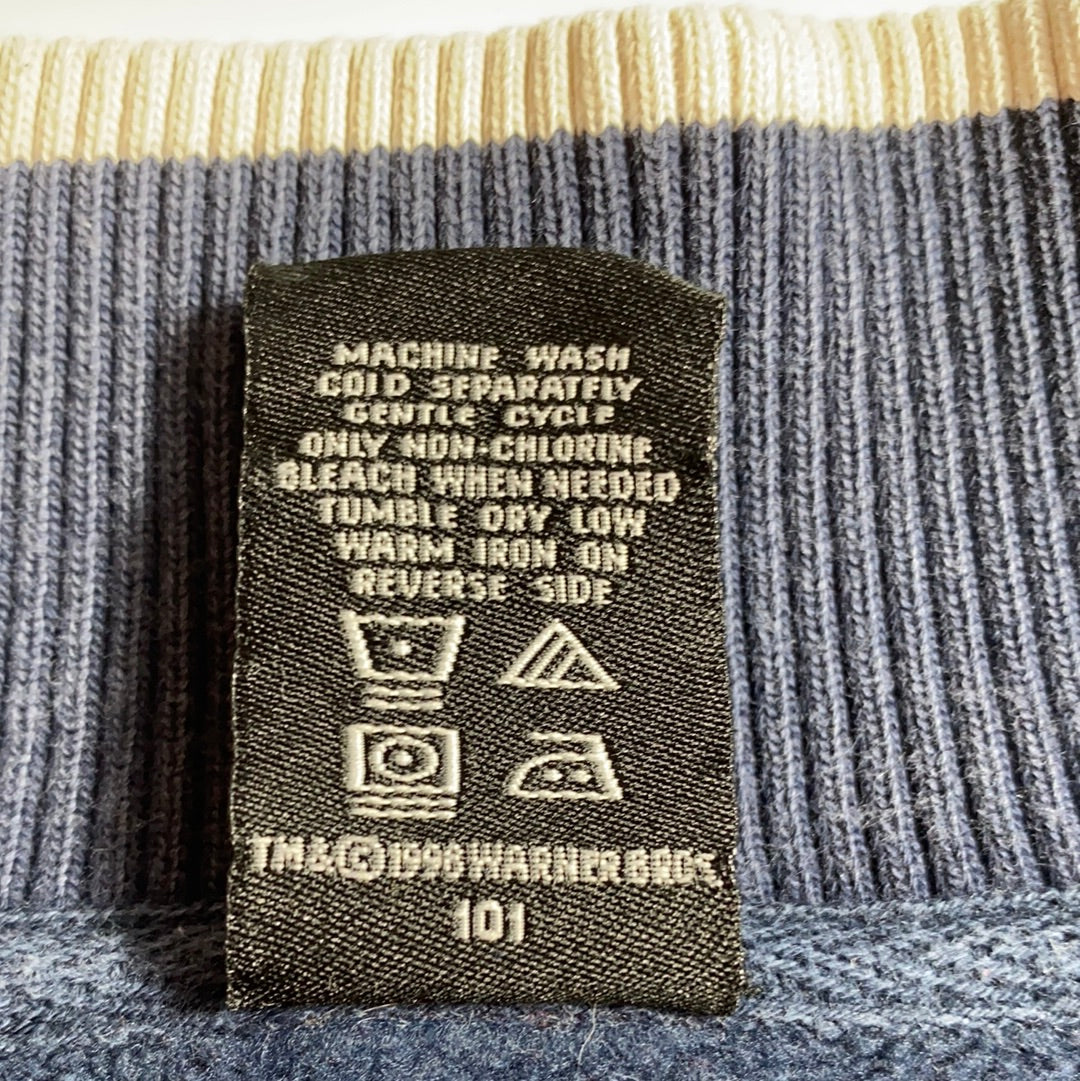 MACHINE WASH
COLD SEPARATELY
GENTLE CYCLE
ONLY NON-CHLORINE
BLEACH WHEN NEEDED
TUMBLE DRY LOW
WARM IRON ON
REVERSE SIDE
TM&©1998 WARNER BROS.
101